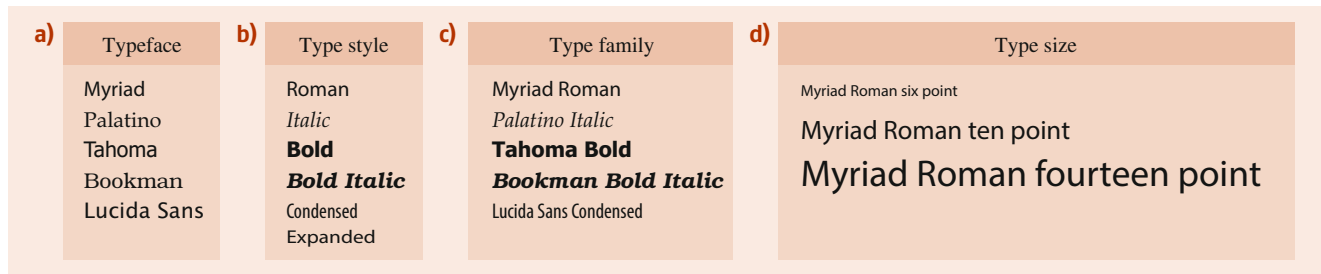 a)
Typeface
Myriad
Palatino
Tahoma
Bookman
Lucida Sans
b)
Type style
Roman
Italic
Bold
Bold Italic
Condensed
Expanded
c)
Type family
Myriad Roman
Palatino Italic
Tahoma Bold
Bookman Bold Italic
Lucida Sans Condensed
d)
Type size
Myriad Roman six point
Myriad Roman ten point
Myriad Roman fourteen point